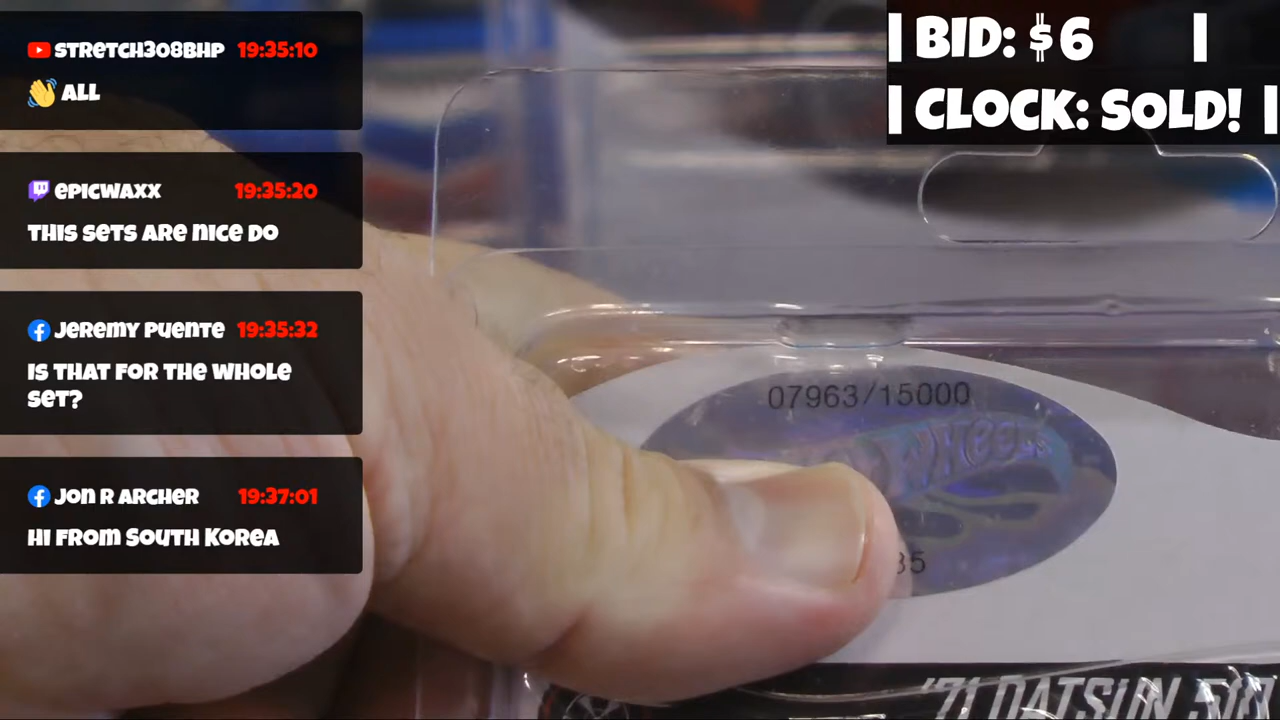 STRETCH308BHP 19:35:10
👋 ALL
EPICWAXX 19:35:20
THIS SETS ARE NICE DO
JEREMY PUENTE 19:35:32
IS THAT FOR THE WHOLE
SET?
JON R ARCHER 19:37:01
HI FROM SOUTH KOREA
| BID: $6 |
| CLOCK: SOLD! |
07963/15000
WHEELS
35
'71 DATSUN 510